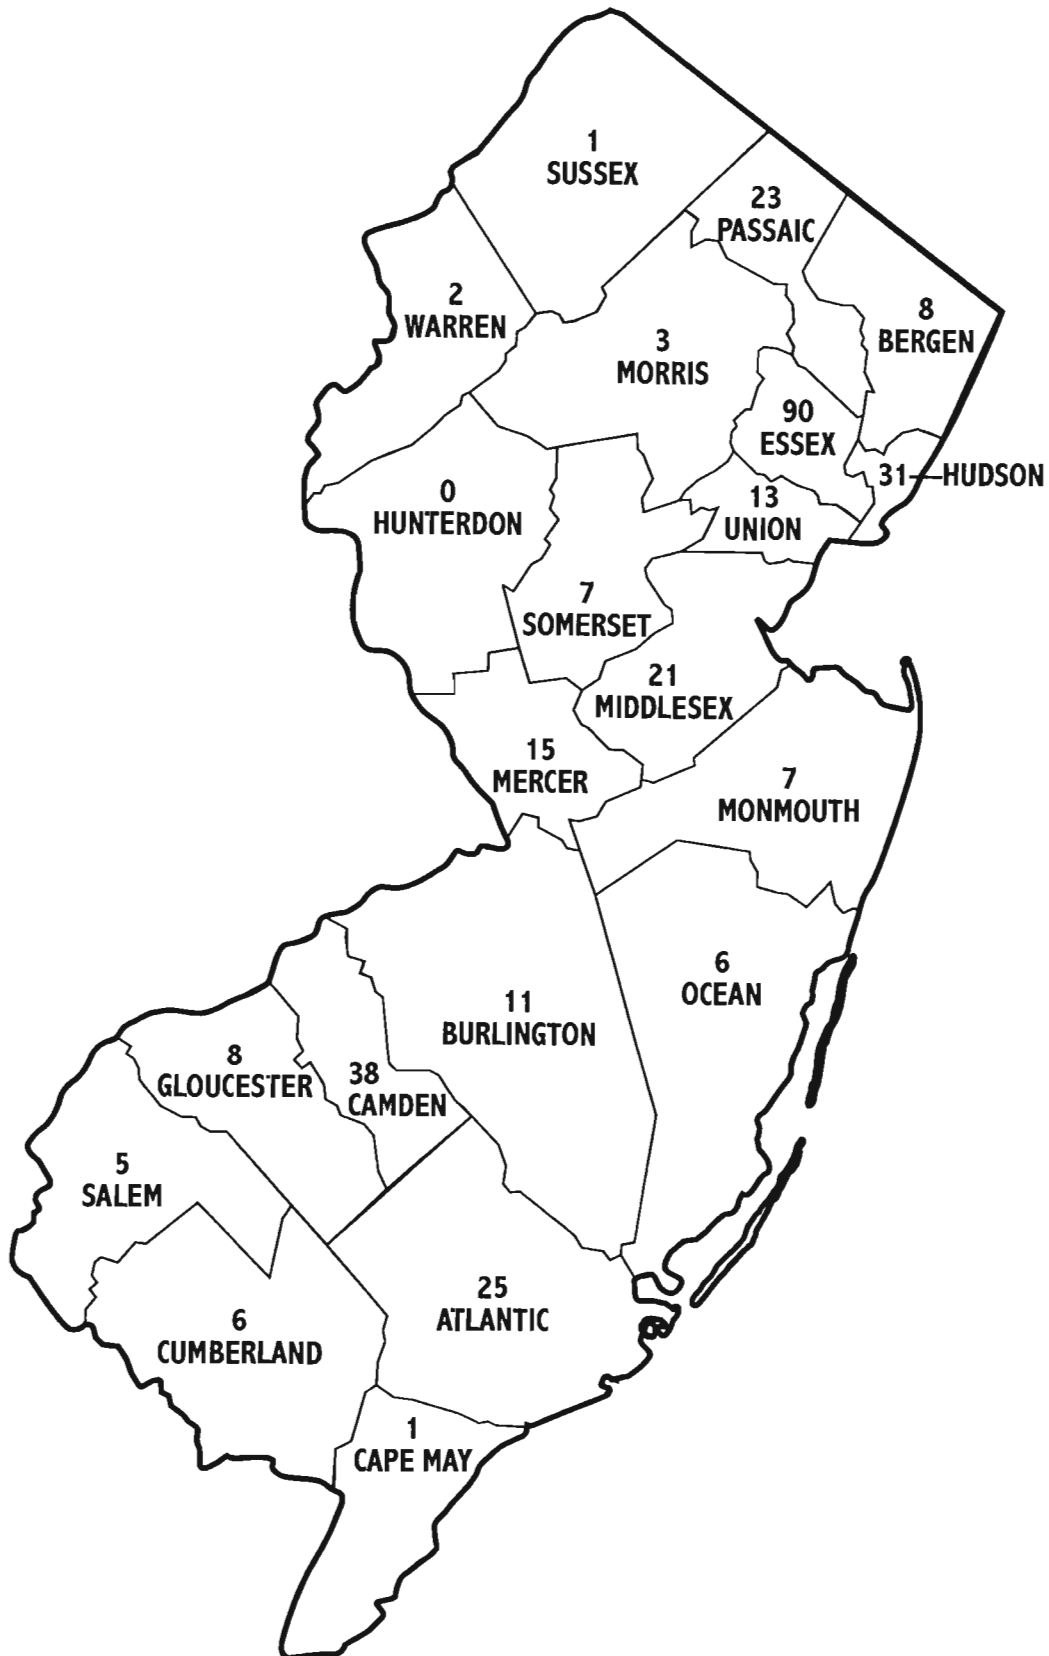 1
SUSSEX
23
PASSAIC
2
WARREN
8
BERGEN
3
MORRIS
90
ESSEX
31—HUDSON
0
HUNTERDON
13
UNION
7
SOMERSET
21
MIDDLESEX
15
MERCER
7
MONMOUTH
6
OCEAN
11
BURLINGTON
8
GLOUCESTER
38
CAMDEN
5
SALEM
25
ATLANTIC
6
CUMBERLAND
1
CAPE MAY